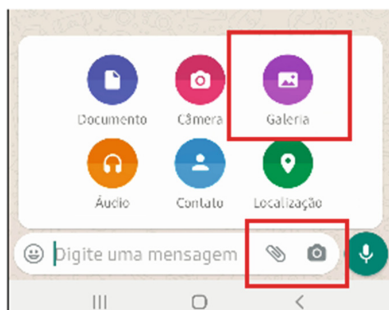 Documento Câmera Galeria
Áudio Contato Localização
Digite uma mensagem